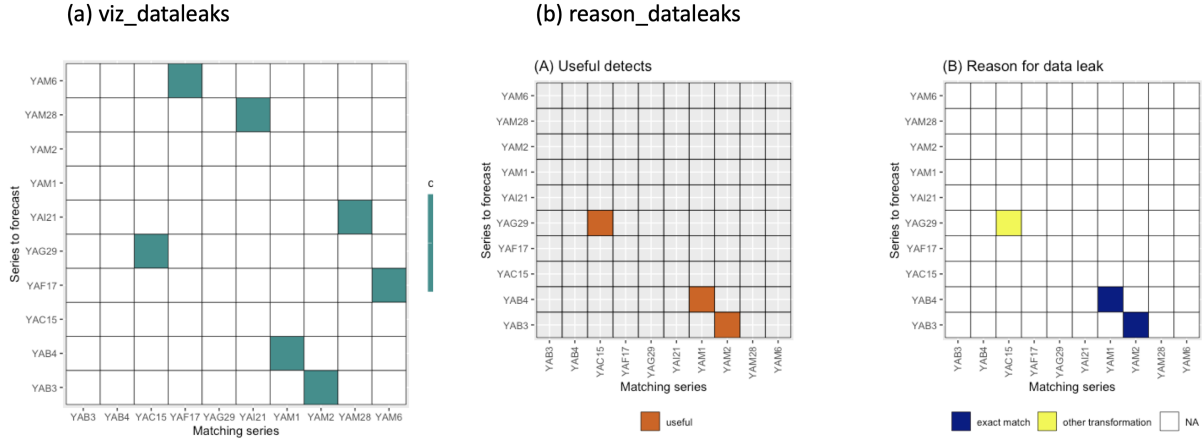 (a) viz_dataleaks
(b) reason_dataleaks
Series to forecast
YAM6
YAM28
YAM2
YAM1
YAI21
YAG29
YAF17
YAC15
YAB4
YAB3
YAB3 YAB4 YAC15 YAF17 YAG29 YAI21 YAM1 YAM2 YAM28 YAM6
Matching series
(A) Useful detects
Series to forecast
YAM6
YAM28
YAM2
YAM1
YAI21
YAG29
YAF17
YAC15
YAB4
YAB3
YAB3 YAB4 YAC15 YAF17 YAG29 YAI21 YAM1 YAM2 YAM28 YAM6
Matching series
useful
(B) Reason for data leak
Series to forecast
YAM6
YAM28
YAM2
YAM1
YAI21
YAG29
YAF17
YAC15
YAB4
YAB3
YAB3 YAB4 YAC15 YAF17 YAG29 YAI21 YAM1 YAM2 YAM28 YAM6
Matching series
exact match other transformation NA